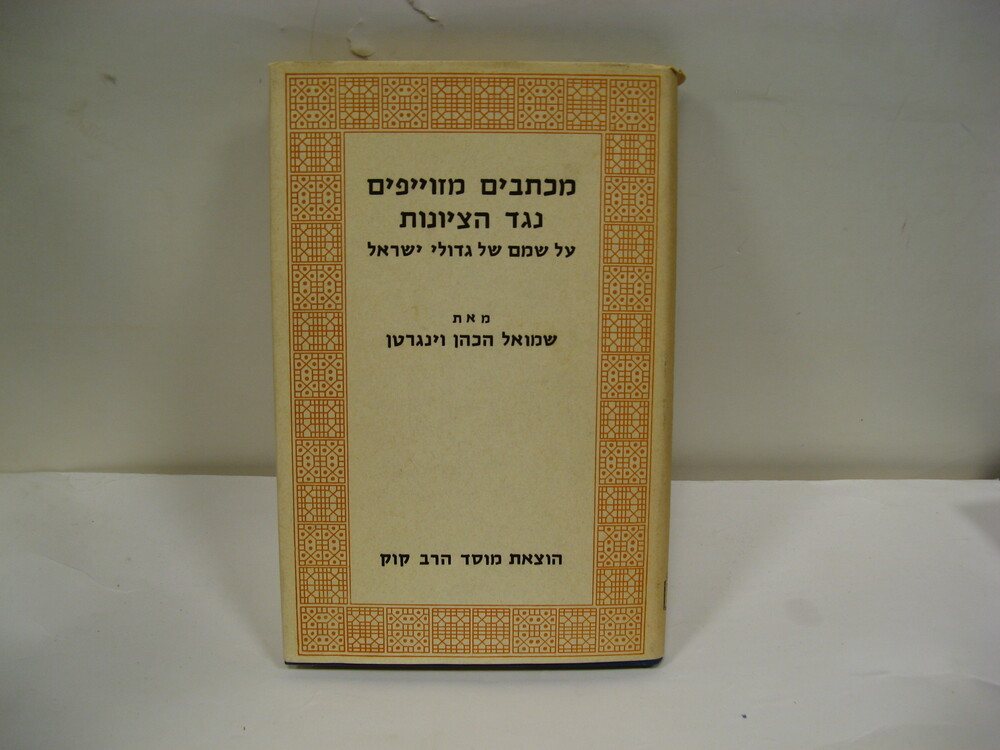 מכתבים מזוייפים
נגד הציונות
על שמם של גדולי ישראל
מאת
שמואל הכהן וינגרטן
הוצאת מוסד הרב קוק